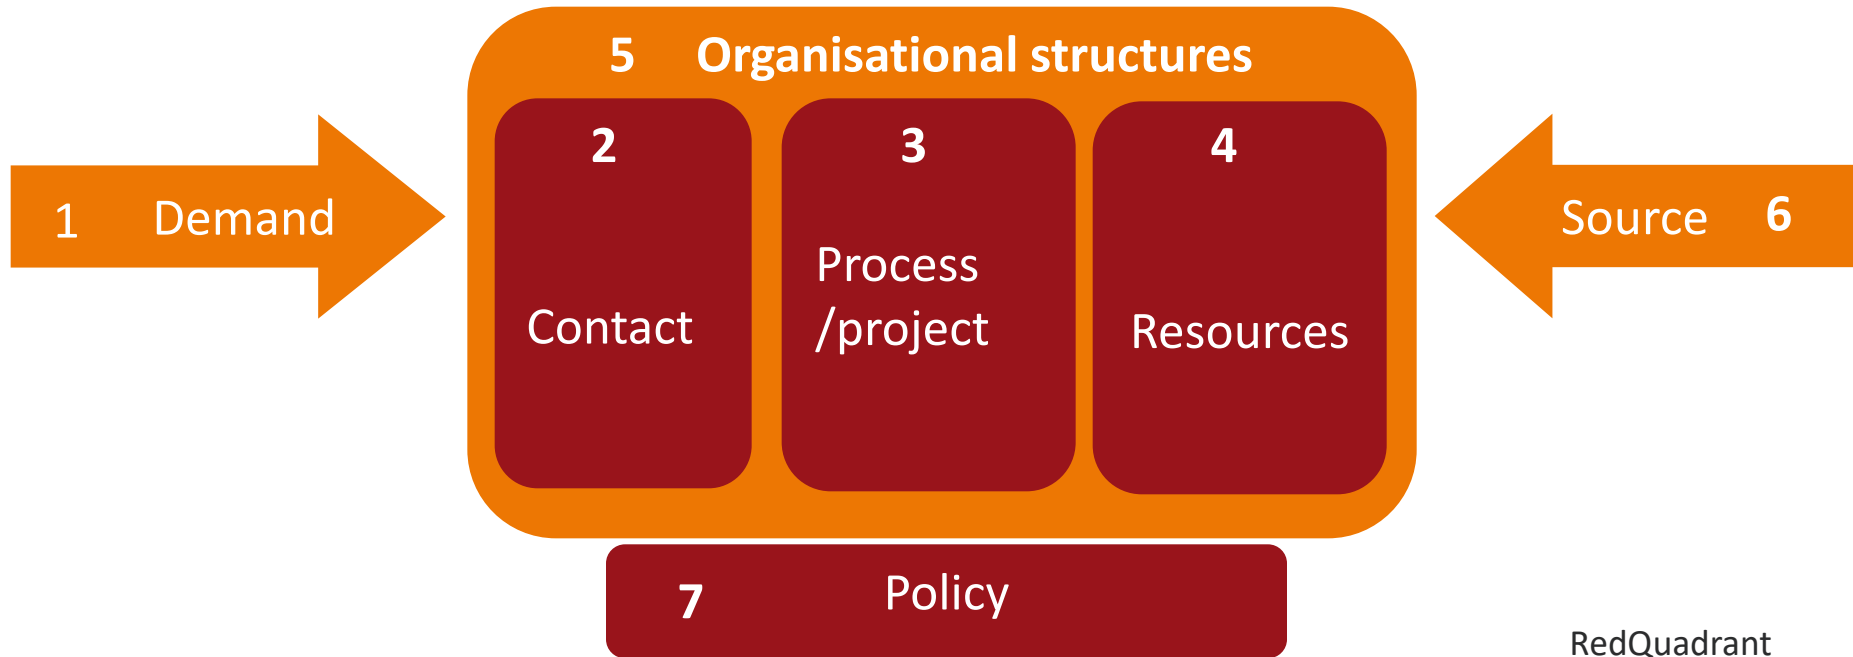 5 Organisational structures
2
3
4
1 Demand
Contact
Process
/project
Resources
Source 6
7 Policy
RedQuadrant